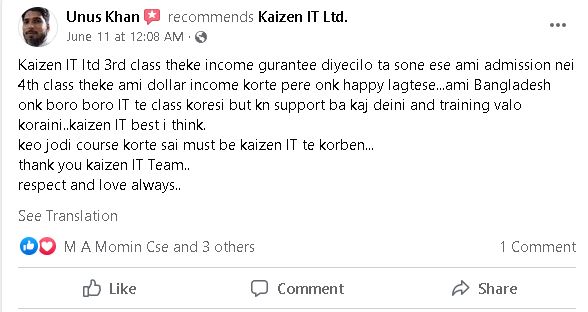 Unus Khan recommends Kaizen IT Ltd.
June 11 at 12:08 AM ·
Kaizen IT ltd 3rd class theke income gurantee diyecilo ta sone ese ami admission nei
4th class theke ami dollar income korte pere onk happy lagtese...ami Bangladesh
onk boro boro IT te class koresi but kn support ba kaj deini and training valo
koraini..kaizen IT best i think.
keo jodi course korte sai must be kaizen IT te korben...
thank you kaizen IT Team..
respect and love always..
See Translation
M A Momin Cse and 3 others 1 Comment
Like Comment Share